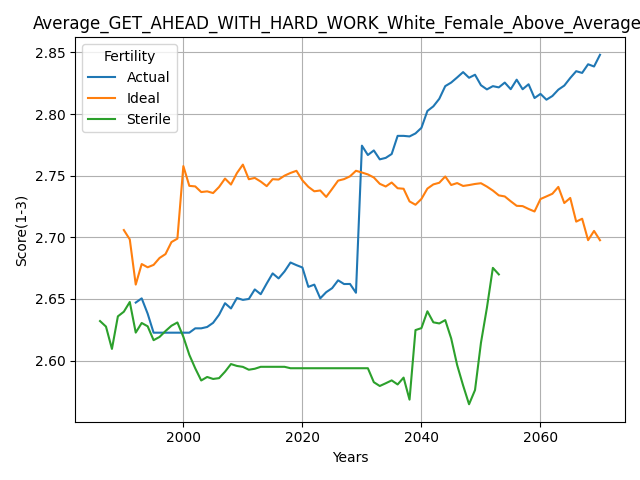 Average_GET_AHEAD_WITH_HARD_WORK_White_Female_Above_Average
Fertility
Actual
Ideal
Sterile
2.85
2.80
2.75
2.70
2.65
2.60
Score(1-3)
2000 2020 2040 2060
Years